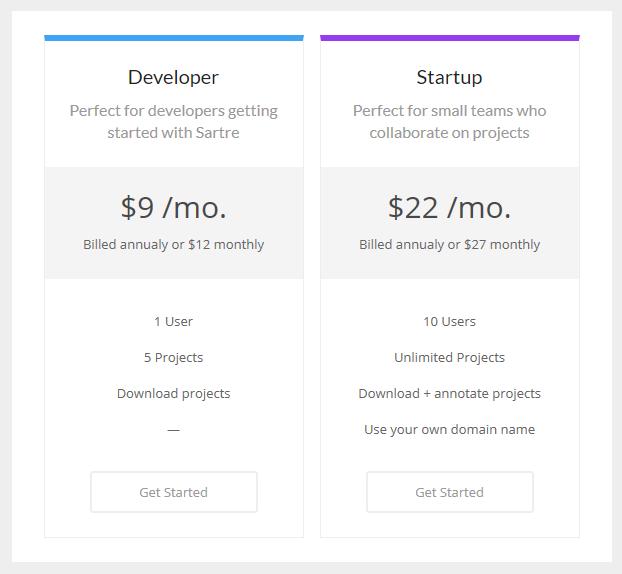 Developer
Perfect for developers getting
started with Sartre
$9 /mo.
Billed annualy or $12 monthly
1 User
5 Projects
Download projects
—
Get Started
Startup
Perfect for small teams who
collaborate on projects
$22 /mo.
Billed annualy or $27 monthly
10 Users
Unlimited Projects
Download + annotate projects
Use your own domain name
Get Started